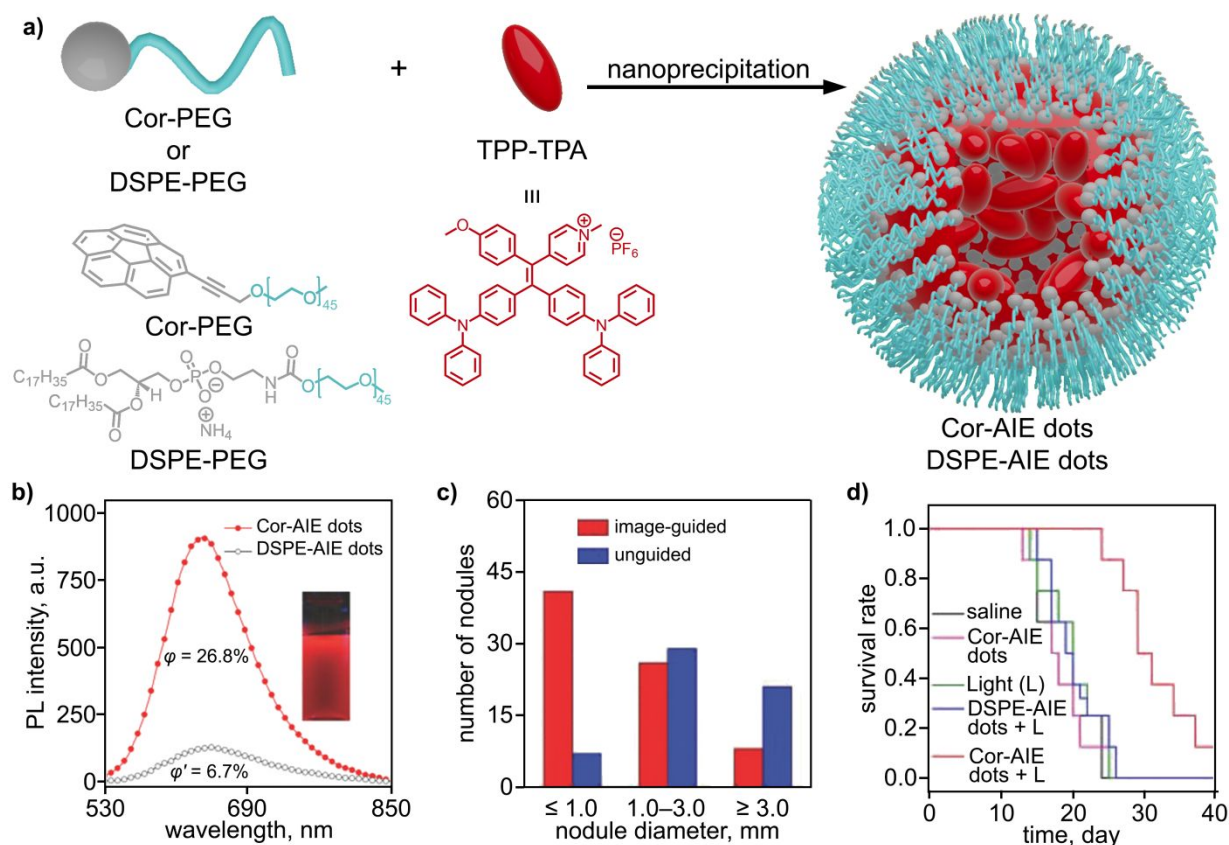 a)
Cor-PEG
or
DSPE-PEG
+
TPP-TPA
nanoprecipitation
O
45
Cor-PEG
C17H35
O
O
O
O
P
O
⊖
O
N
H
O
O
45
C17H35
O
⊕
NH4
DSPE-PEG
O
N
⊕
⊖
PF6
N
N
Cor-AIE dots
DSPE-AIE dots
b)
PL intensity, a.u.
1000
750
500
250
0
530
690
850
wavelength, nm
Cor-AIE dots
DSPE-AIE dots
φ = 26.8%
φ' = 6.7%
c)
number of nodules
60
45
30
15
0
image-guided
unguided
≤ 1.0
1.0–3.0
≥ 3.0
nodule diameter, mm
d)
survival rate
1.0
0.8
0.6
0.4
0.2
0.0
saline
Cor-AIE
dots
Light (L)
DSPE-AIE
dots + L
Cor-AIE
dots + L
0
10
20
30
40
time, day